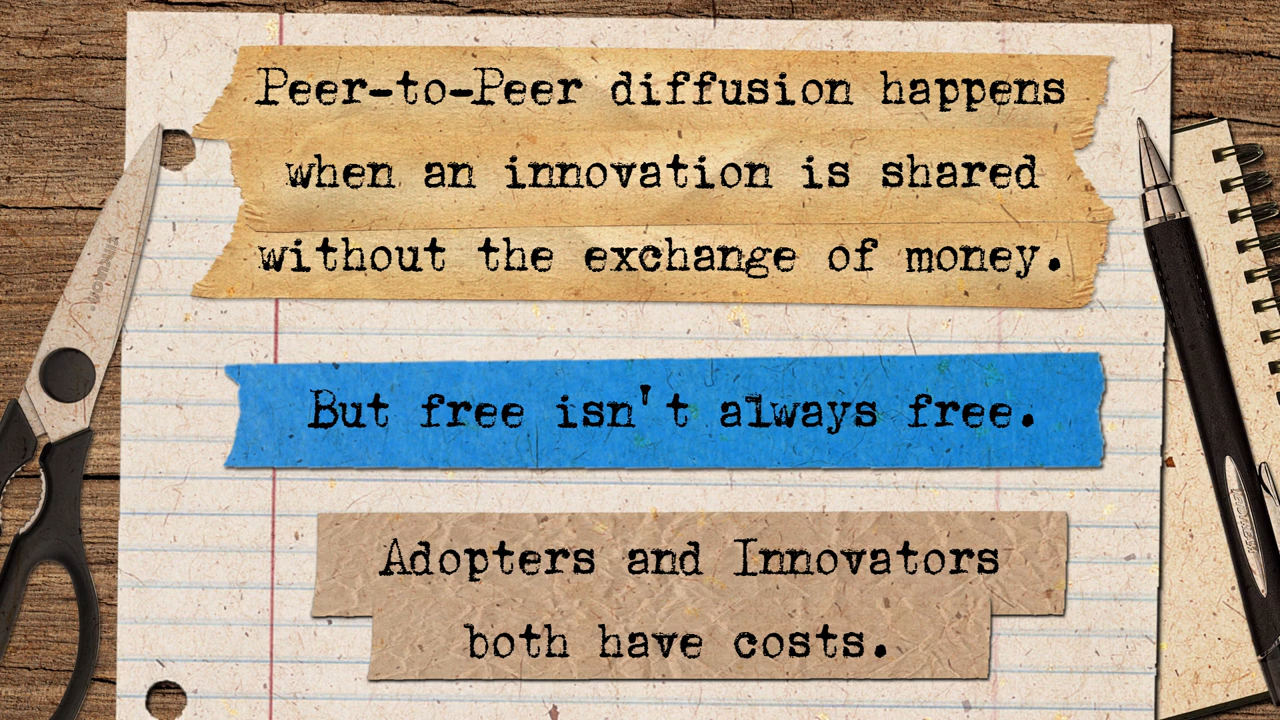 Peer-to-Peer diffusion happens
when an innovation is shared
without the exchange of money.
But free isn't always free.
Adopters and Innovators
both have costs.